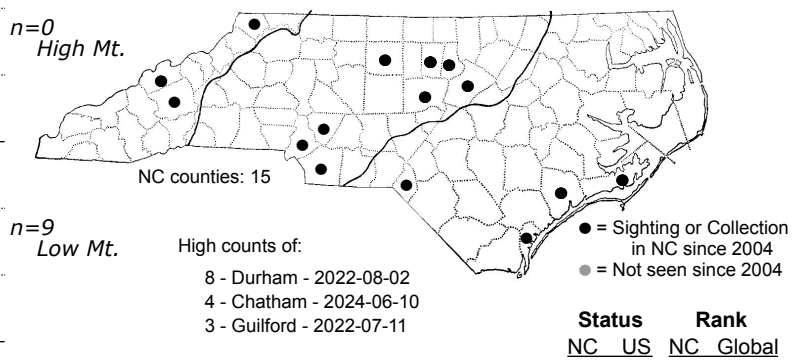 n=0
High Mt.
NC counties: 15
n=9
Low Mt.
High counts of:
8 - Durham - 2022-08-02
4 - Chatham - 2024-06-10
3 - Guilford - 2022-07-11
● = Sighting or Collection
in NC since 2004
● = Not seen since 2004
Status Rank
NC US NC Global